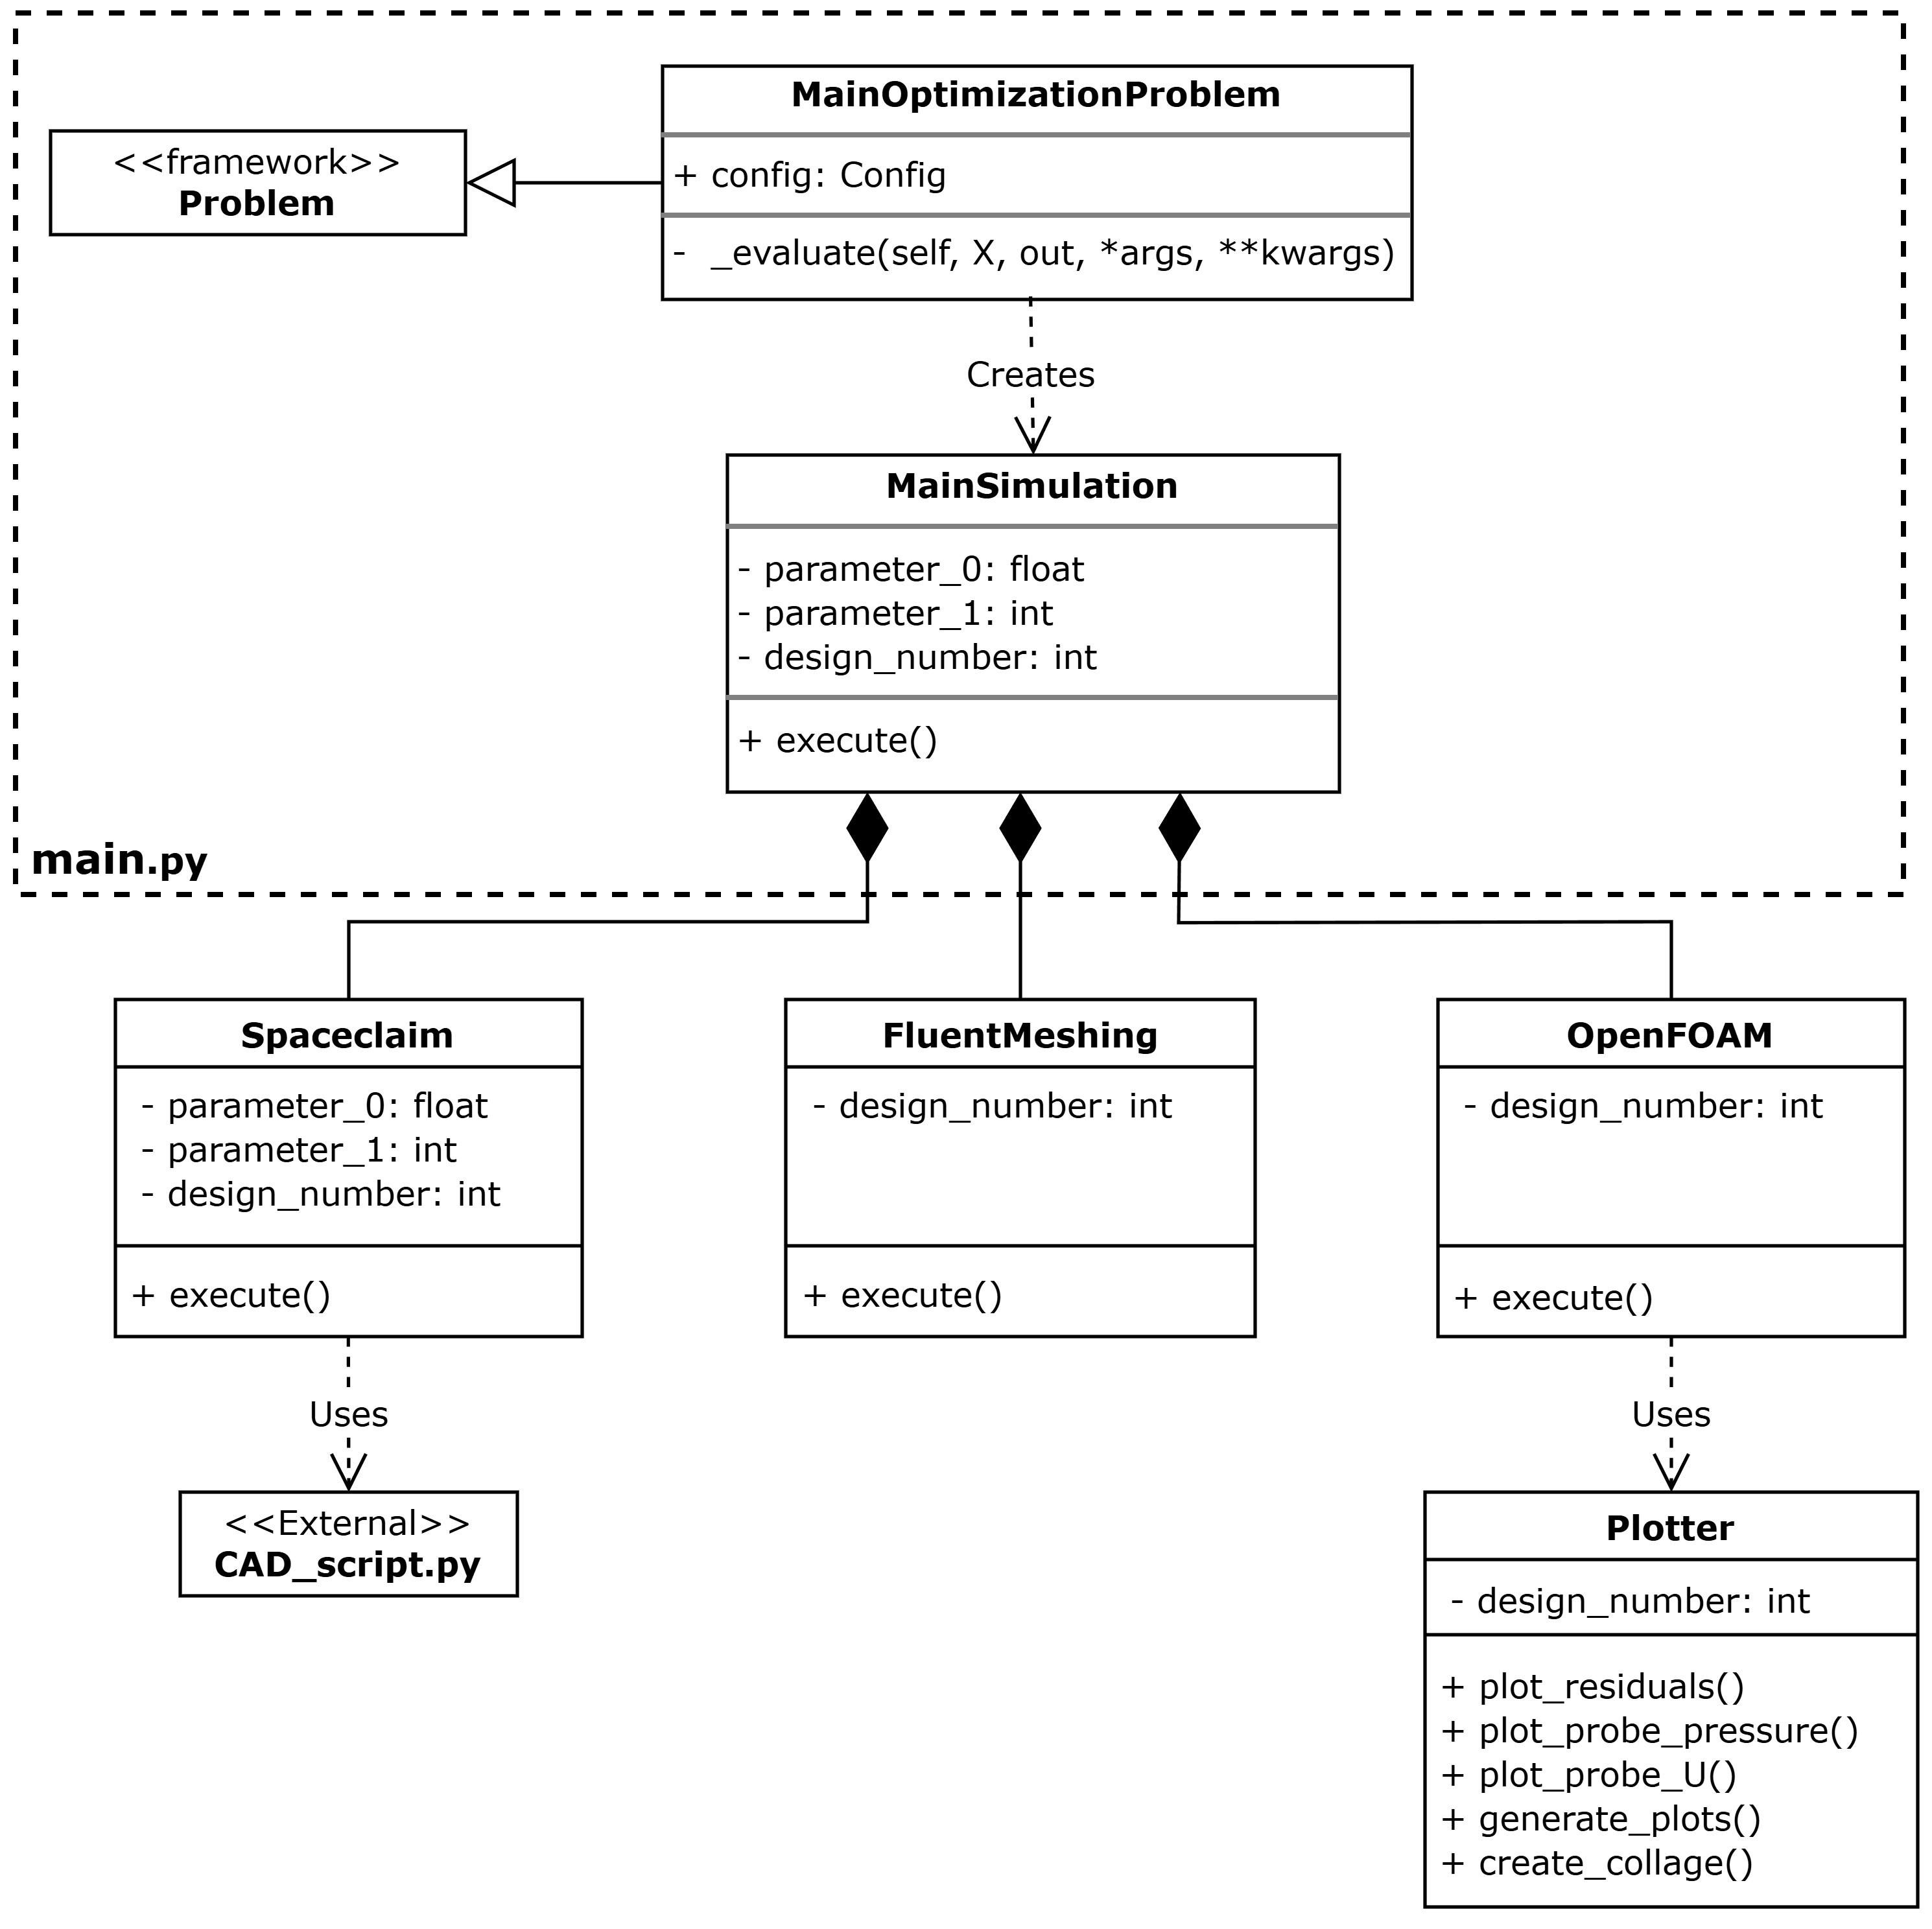 MainOptimizationProblem
+ config: Config
- _evaluate(self, X, out, *args, **kwargs)
<<framework>>
Problem
Creates
MainSimulation
- parameter_0: float
- parameter_1: int
- design_number: int
+ execute()
main.py
Spaceclaim
- parameter_0: float
- parameter_1: int
- design_number: int
+ execute()
FluentMeshing
- design_number: int
+ execute()
OpenFOAM
- design_number: int
+ execute()
Uses
Uses
<<External>>
CAD_script.py
Plotter
- design_number: int
+ plot_residuals()
+ plot_probe_pressure()
+ plot_probe_U()
+ generate_plots()
+ create_collage()